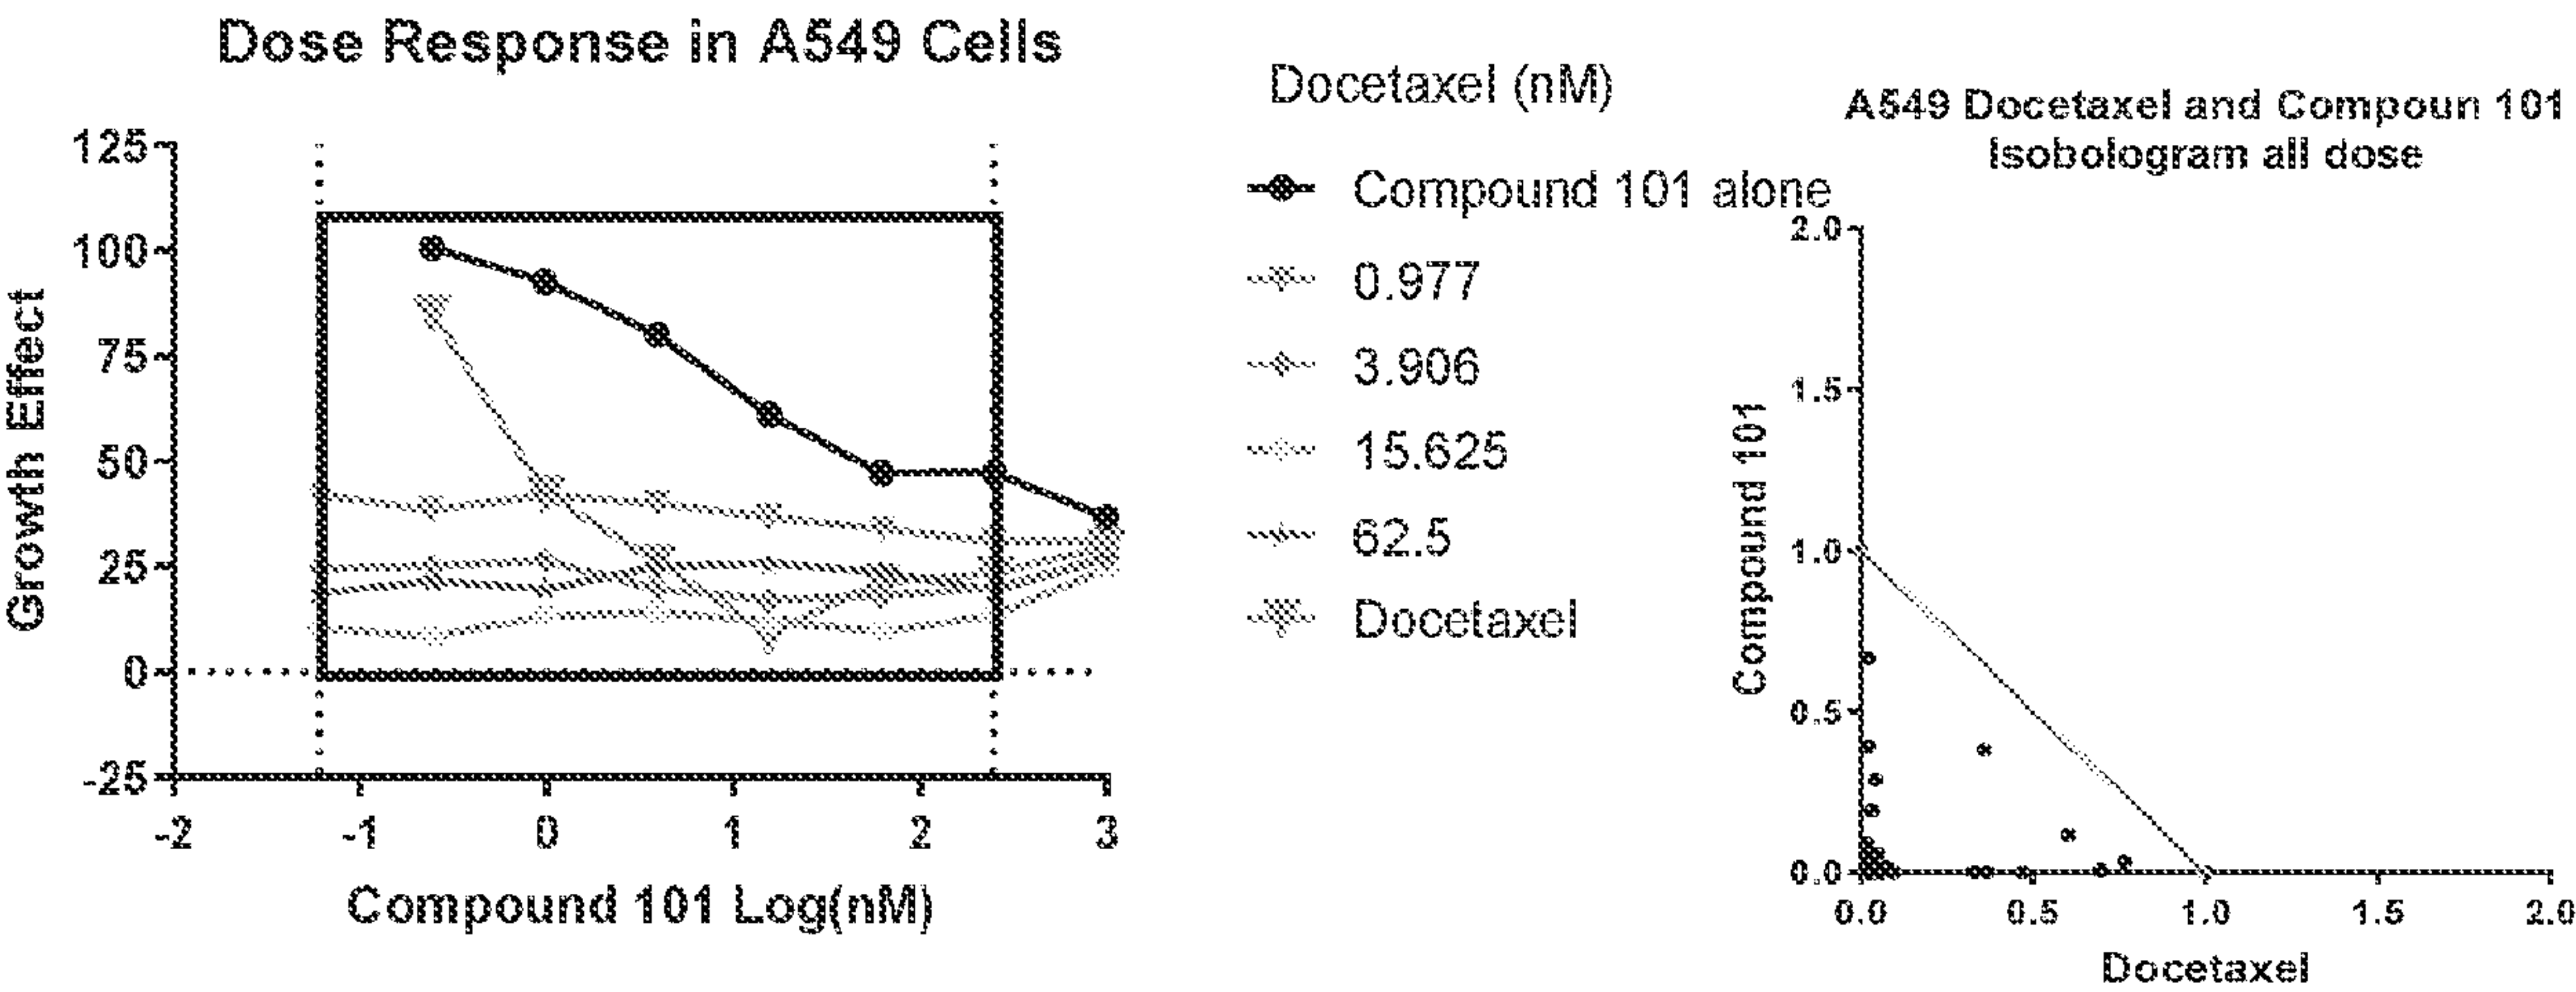 Dose Response in A549 Cells
125
100
75
50
25
0
-25
Growth Effect
-2 -1 0 1 2 3
Compound 101 Log(nM)
Docetaxel (nM)
Compound 101 alone
0.977
3.906
15.625
62.5
Docetaxel
A549 Docetaxel and Compoun 101
Isobologram all dose
2.0
1.5
1.0
0.5
0.0
Compound 101
0.0 0.5 1.0 1.5 2.0
Docetaxel